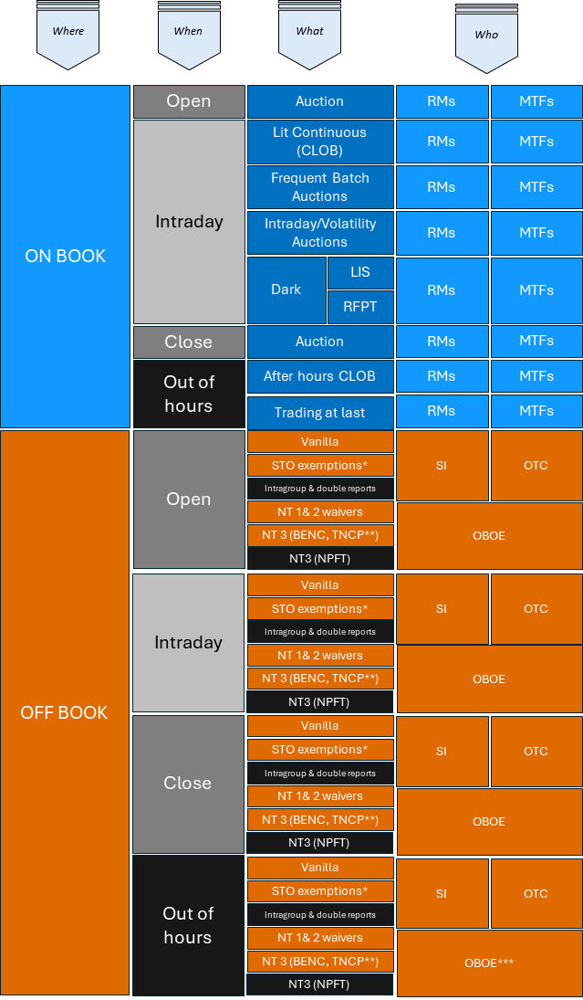 Where
When
What
Who
ON BOOK
Open
Auction
RMs
MTFs
Intraday
Lit Continuous
(CLOB)
RMs
MTFs
Frequent Batch
Auctions
RMs
MTFs
Intraday/Volatility
Auctions
RMs
MTFs
Dark
LIS
RFPT
RMs
MTFs
Close
Auction
RMs
MTFs
Out of
hours
After hours CLOB
RMs
MTFs
Trading at last
RMs
MTFs
OFF BOOK
Open
Vanilla
STO exemptions*
Intragroup & double reports
NT 1& 2 waivers
NT 3 (BENC, TNCP**)
NT3 (NPFT)
SI
OTC
OBOE
Intraday
Vanilla
STO exemptions*
Intragroup & double reports
NT 1& 2 waivers
NT 3 (BENC, TNCP**)
NT3 (NPFT)
SI
OTC
OBOE
Close
Vanilla
STO exemptions*
Intragroup & double reports
NT 1& 2 waivers
NT 3 (BENC, TNCP**)
NT3 (NPFT)
SI
OTC
OBOE
Out of
hours
Vanilla
STO exemptions*
Intragroup & double reports
NT 1& 2 waivers
NT 3 (BENC, TNCP**)
NT3 (NPFT)
SI
OTC
OBOE***